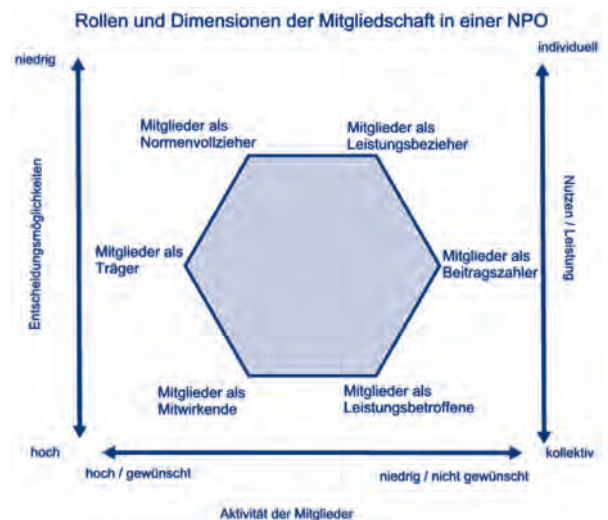 Rollen und Dimensionen der Mitgliedschaft in einer NPO
niedrig
individuell
Mitglieder als
Normenvollzieher
Mitglieder als
Leistungsbezieher
Entscheidungsmöglichkeiten
Nutzen / Leistung
Mitglieder als
Träger
Mitglieder als
Beitragszahler
Mitglieder als
Mitwirkende
Mitglieder als
Leistungsbetroffene
hoch
kollektiv
hoch / gewünscht
niedrig / nicht gewünscht
Aktivität der Mitglieder